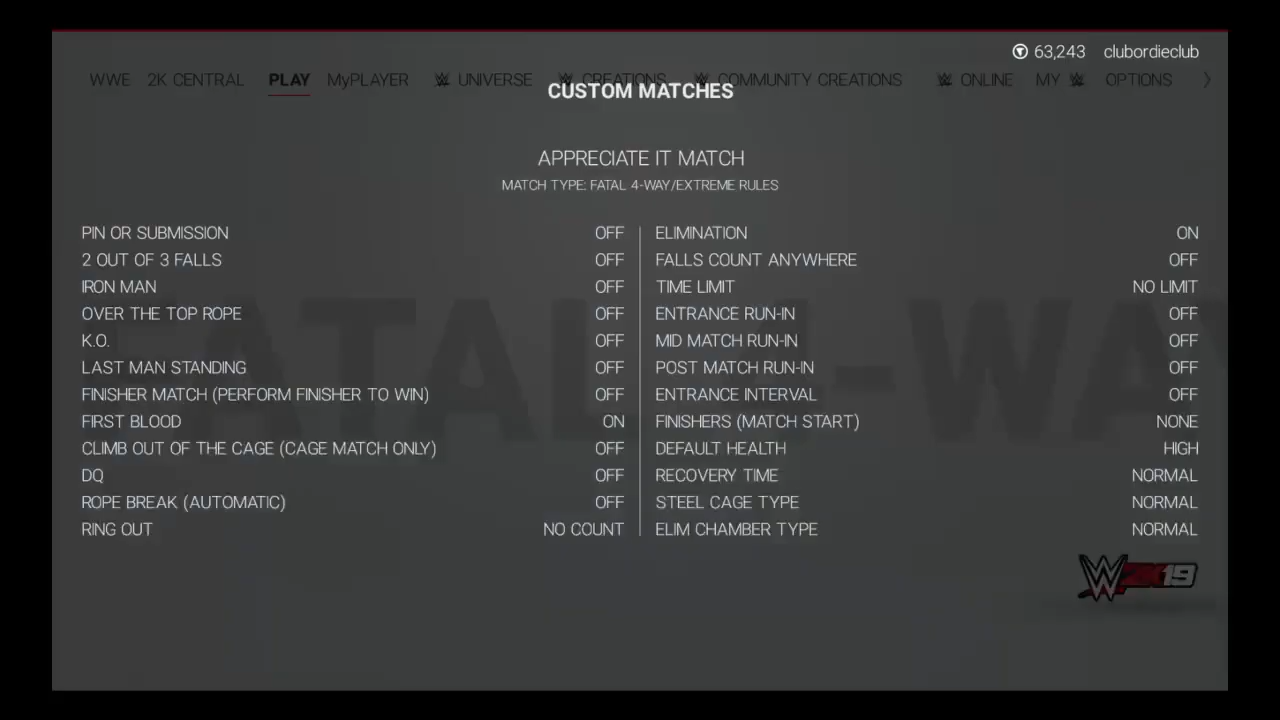 63,243 clubordieclub
WWE 2K CENTRAL PLAY MyPLAYER UNIVERSE CREATIONS COMMUNITY CREATIONS ONLINE MY OPTIONS
CUSTOM MATCHES
APPRECIATE IT MATCH
MATCH TYPE: FATAL 4-WAY/EXTREME RULES
PIN OR SUBMISSION OFF ELIMINATION ON
2 OUT OF 3 FALLS OFF FALLS COUNT ANYWHERE OFF
IRON MAN OFF TIME LIMIT NO LIMIT
OVER THE TOP ROPE OFF ENTRANCE RUN-IN OFF
K.O. OFF MID MATCH RUN-IN OFF
LAST MAN STANDING OFF POST MATCH RUN-IN OFF
FINISHER MATCH (PERFORM FINISHER TO WIN) OFF ENTRANCE INTERVAL OFF
FIRST BLOOD ON FINISHERS (MATCH START) NONE
CLIMB OUT OF THE CAGE (CAGE MATCH ONLY) OFF DEFAULT HEALTH HIGH
DQ OFF RECOVERY TIME NORMAL
ROPE BREAK (AUTOMATIC) OFF STEEL CAGE TYPE NORMAL
RING OUT NO COUNT ELIM CHAMBER TYPE NORMAL
FATAL 4-WAY
W 2K19